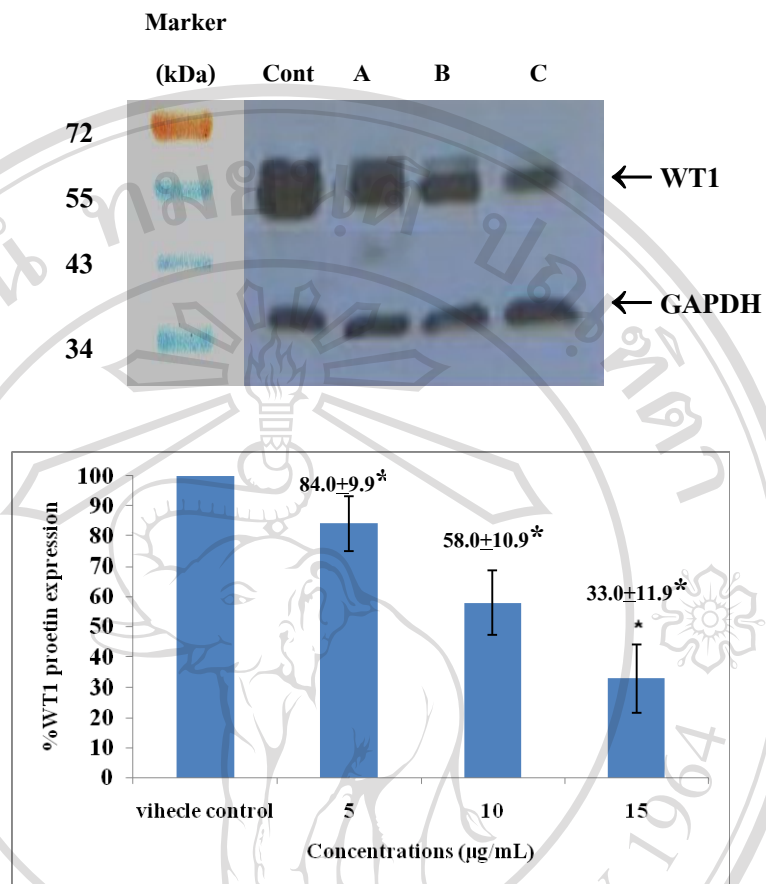 Marker
(kDa) Cont A B C
72
55
43
34
← WT1
← GAPDH
%WT1 proetin expression
100
90
80
70
60
50
40
30
20
10
0
84.0±9.9*
58.0±10.9*
33.0±11.9*
*
vihecle control 5 10 15
Concentrations (µg/mL)
1964